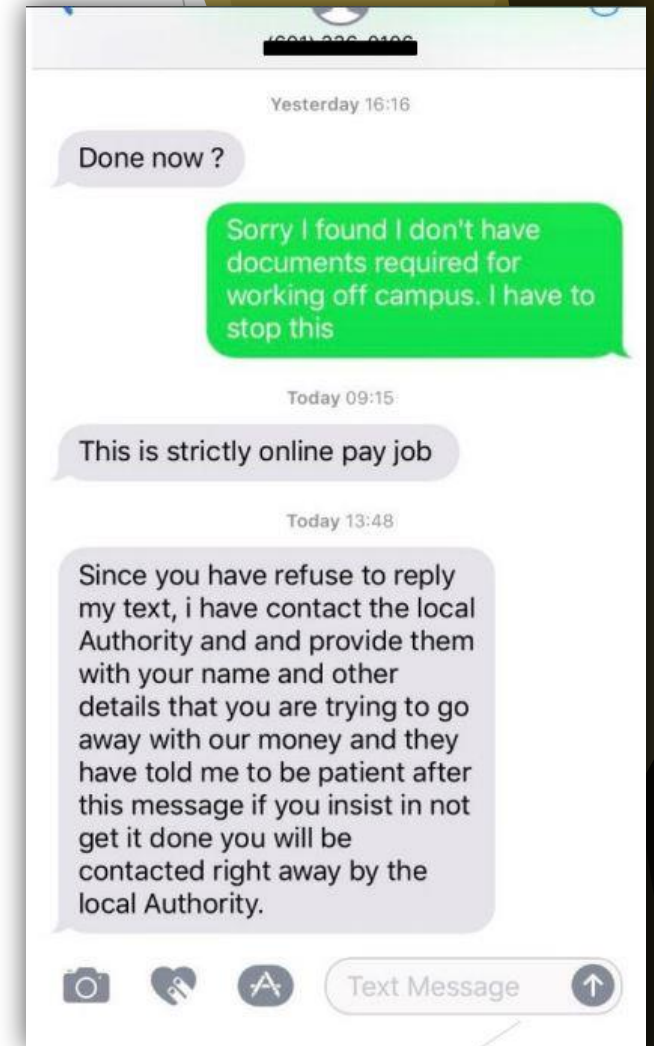 Yesterday 16:16
Done now ?
Sorry I found I don't have
documents required for
working off campus. I have to
stop this
Today 09:15
This is strictly online pay job
Today 13:48
Since you have refuse to reply
my text, i have contact the local
Authority and and provide them
with your name and other
details that you are trying to go
away with our money and they
have told me to be patient after
this message if you insist in not
get it done you will be
contacted right away by the
local Authority.
Text Message